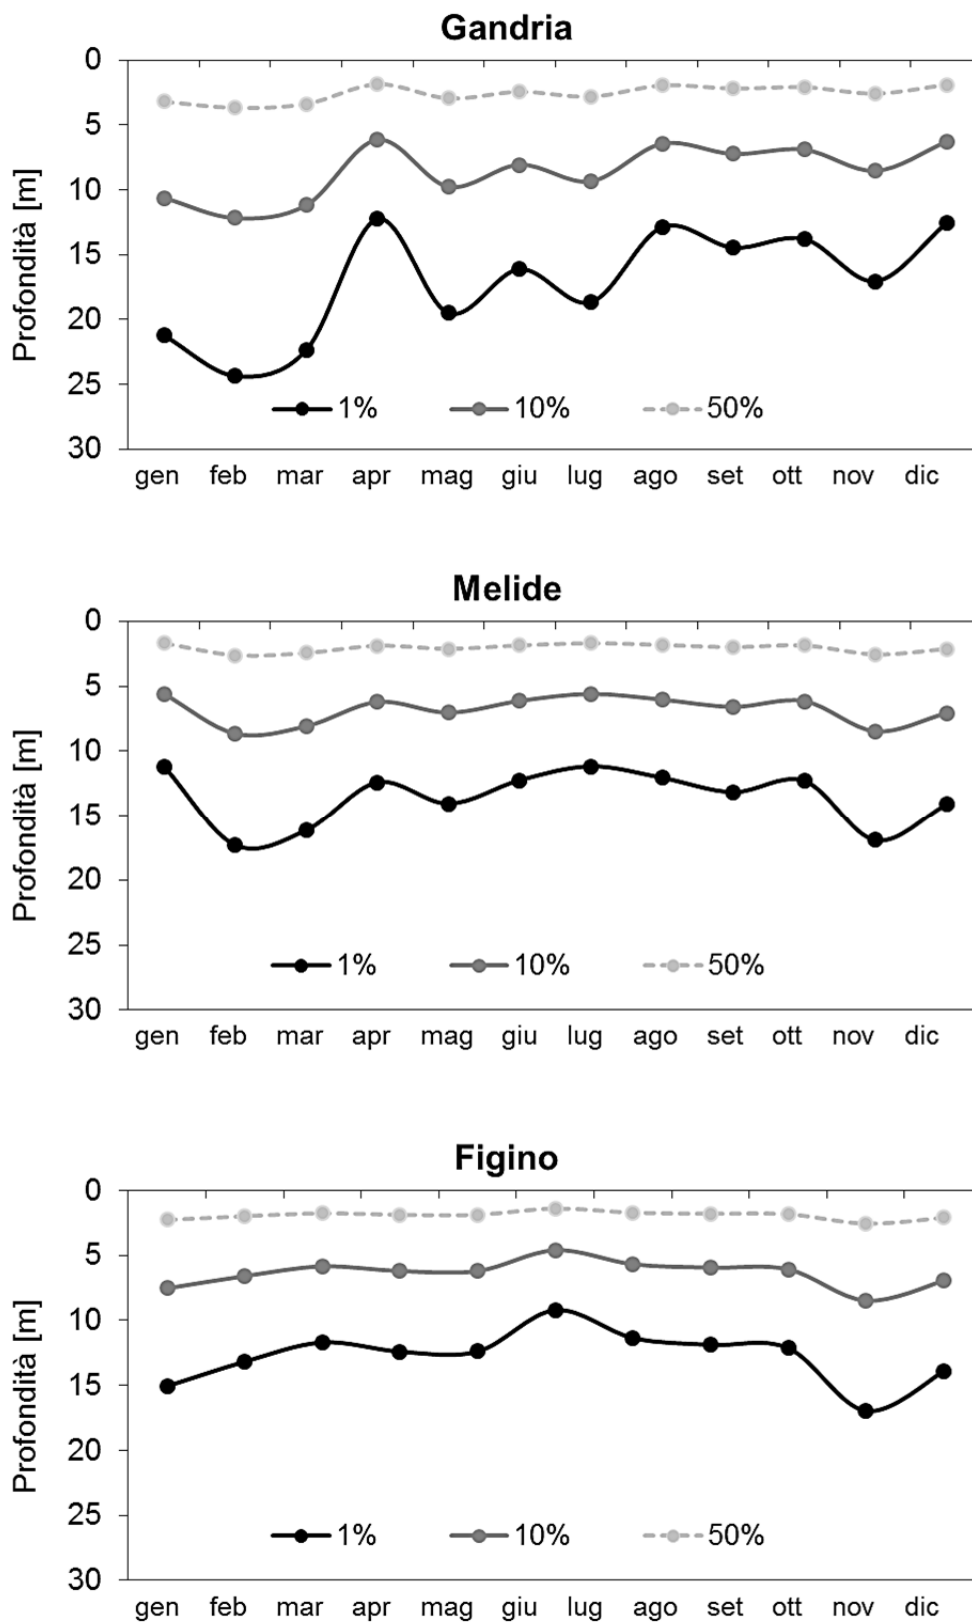 Gandria
Profondità [m]
0
5
10
15
20
25
30
1% 10% 50%
gen feb mar apr mag giu lug ago set ott nov dic
Melide
Profondità [m]
0
5
10
15
20
25
30
1% 10% 50%
gen feb mar apr mag giu lug ago set ott nov dic
Figino
Profondità [m]
0
5
10
15
20
25
30
1% 10% 50%
gen feb mar apr mag giu lug ago set ott nov dic